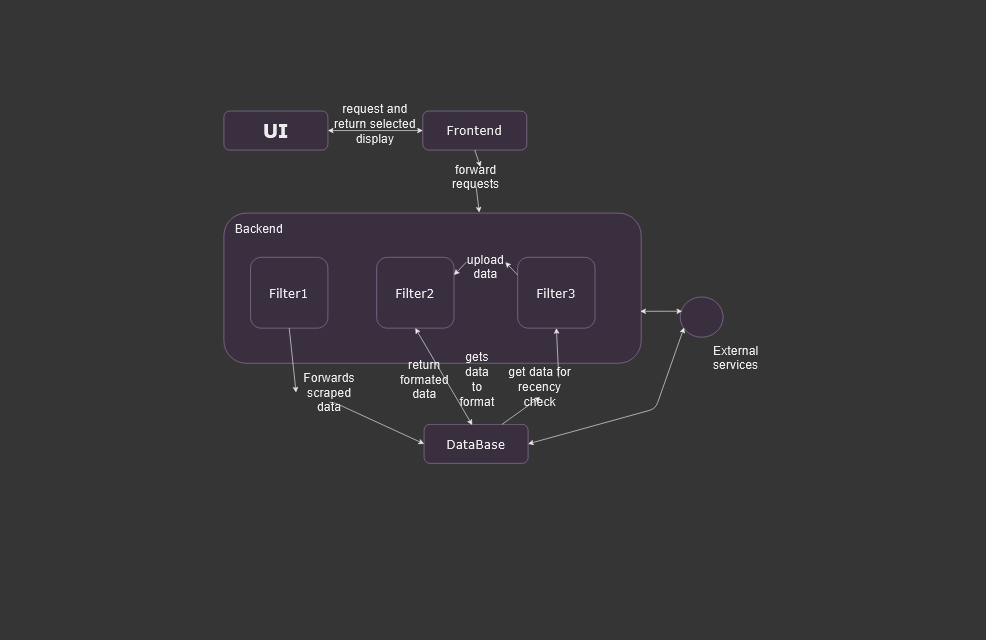 request and
return selected
display
UI
Frontend
forward
requests
Backend
upload
data
Filter1
Filter2
Filter3
External
services
return
formated
data
gets
data
to
format
get data for
recency
check
Forwards
scraped
data
DataBase